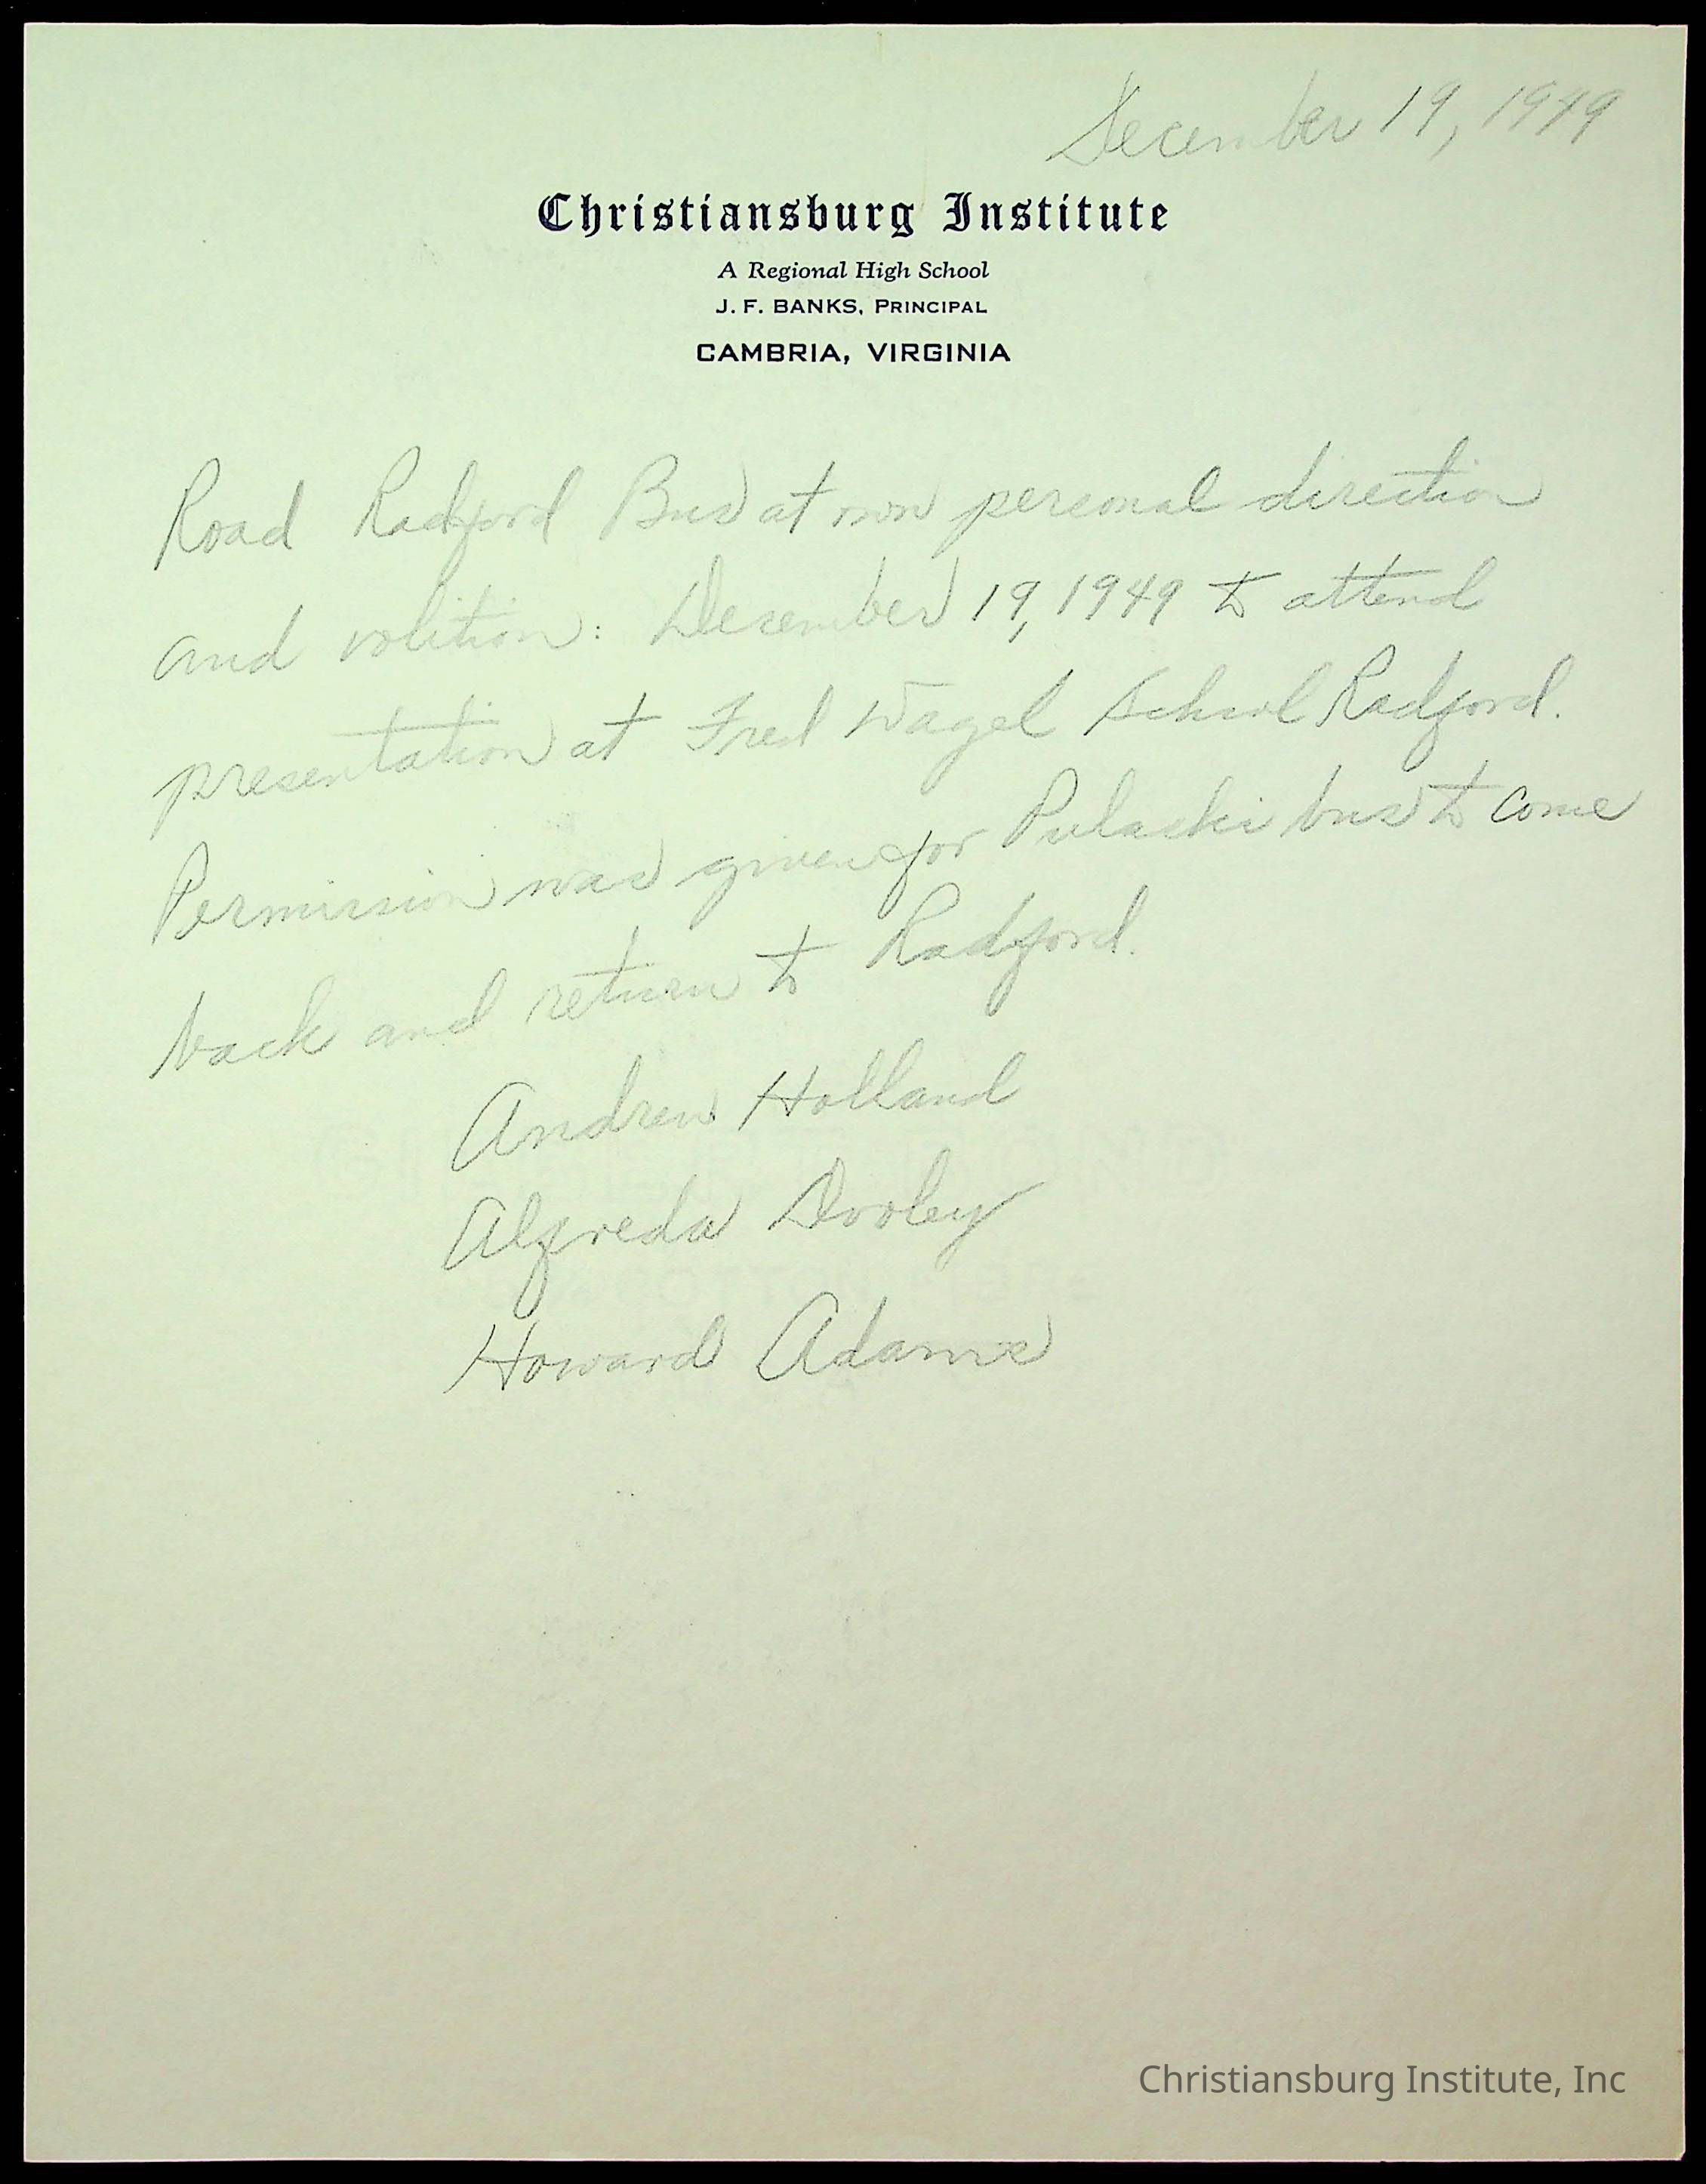 December 19, 1949
Christiansburg Institute
A Regional High School
J. F. BANKS, PRINCIPAL
CAMBRIA, VIRGINIA
Road Radford Bus at own personal direction
and volition: December 19, 1949 to attend
presentation at Fred Wagel School Radford.
Permission was given for Pulaski bus to come
back and return to Radford.
Andrew Holland
Alfreda Dooley
Howard Adams
Christiansburg Institute, Inc